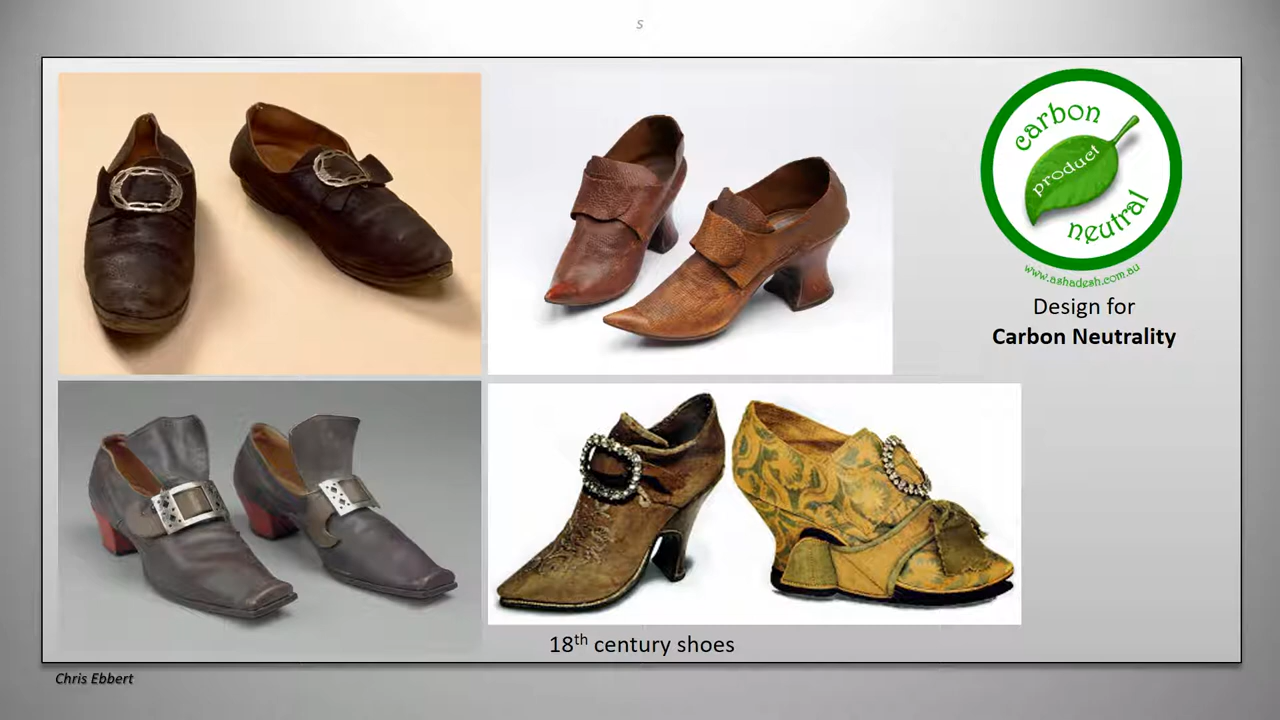 s
carbon
product
neutral
www.ashadesh.com.au
Design for
Carbon Neutrality
18th century shoes
Chris Ebbert